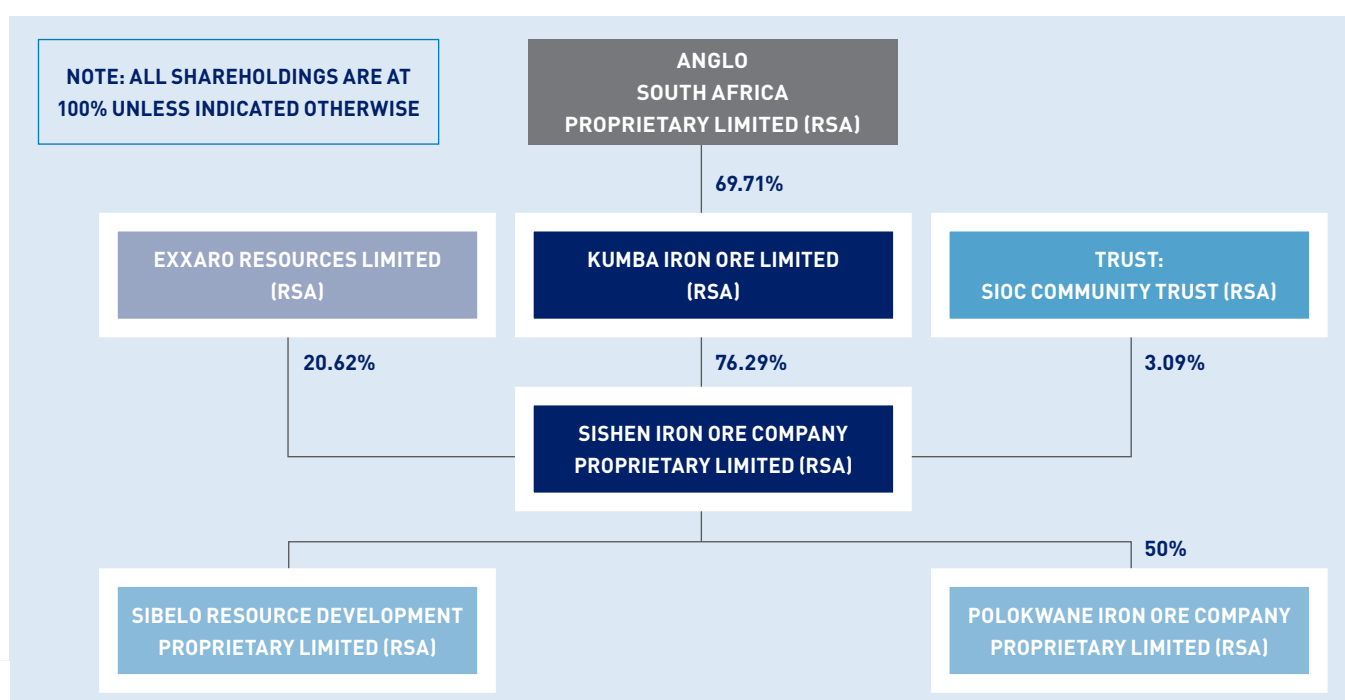 NOTE: ALL SHAREHOLDINGS ARE AT
100% UNLESS INDICATED OTHERWISE
ANGLO
SOUTH AFRICA
PROPRIETARY LIMITED (RSA)
69.71%
EXXARO RESOURCES LIMITED
(RSA)
KUMBA IRON ORE LIMITED
(RSA)
TRUST:
SIOC COMMUNITY TRUST (RSA)
20.62%
76.29%
3.09%
SISHEN IRON ORE COMPANY
PROPRIETARY LIMITED (RSA)
50%
SIBELO RESOURCE DEVELOPMENT
PROPRIETARY LIMITED (RSA)
POLOKWANE IRON ORE COMPANY
PROPRIETARY LIMITED (RSA)